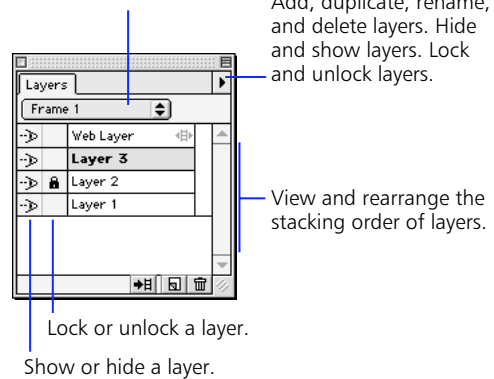 Add, duplicate, rename,
and delete layers. Hide
and show layers. Lock
and unlock layers.
Layers
Frame 1
Web Layer
Layer 3
Layer 2
Layer 1
View and rearrange the
stacking order of layers.
Lock or unlock a layer.
Show or hide a layer.